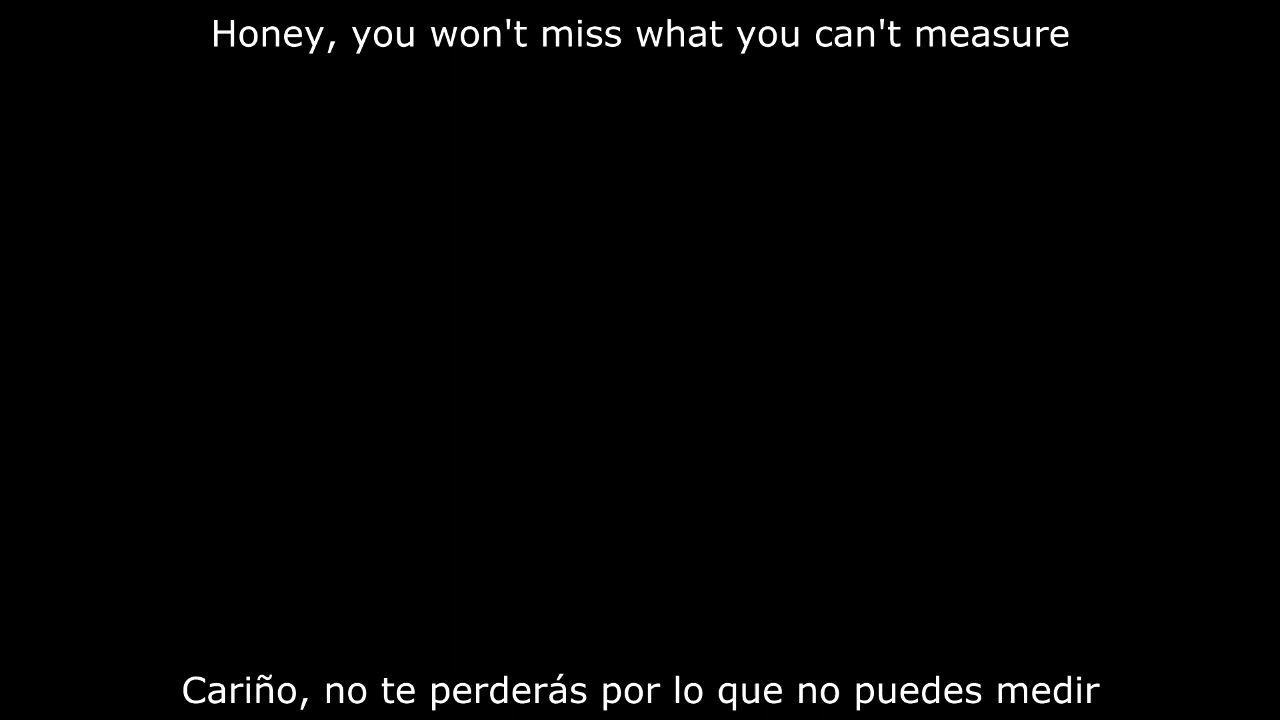 Honey, you won't miss what you can't measure
Cariño, no te perderás por lo que no puedes medir